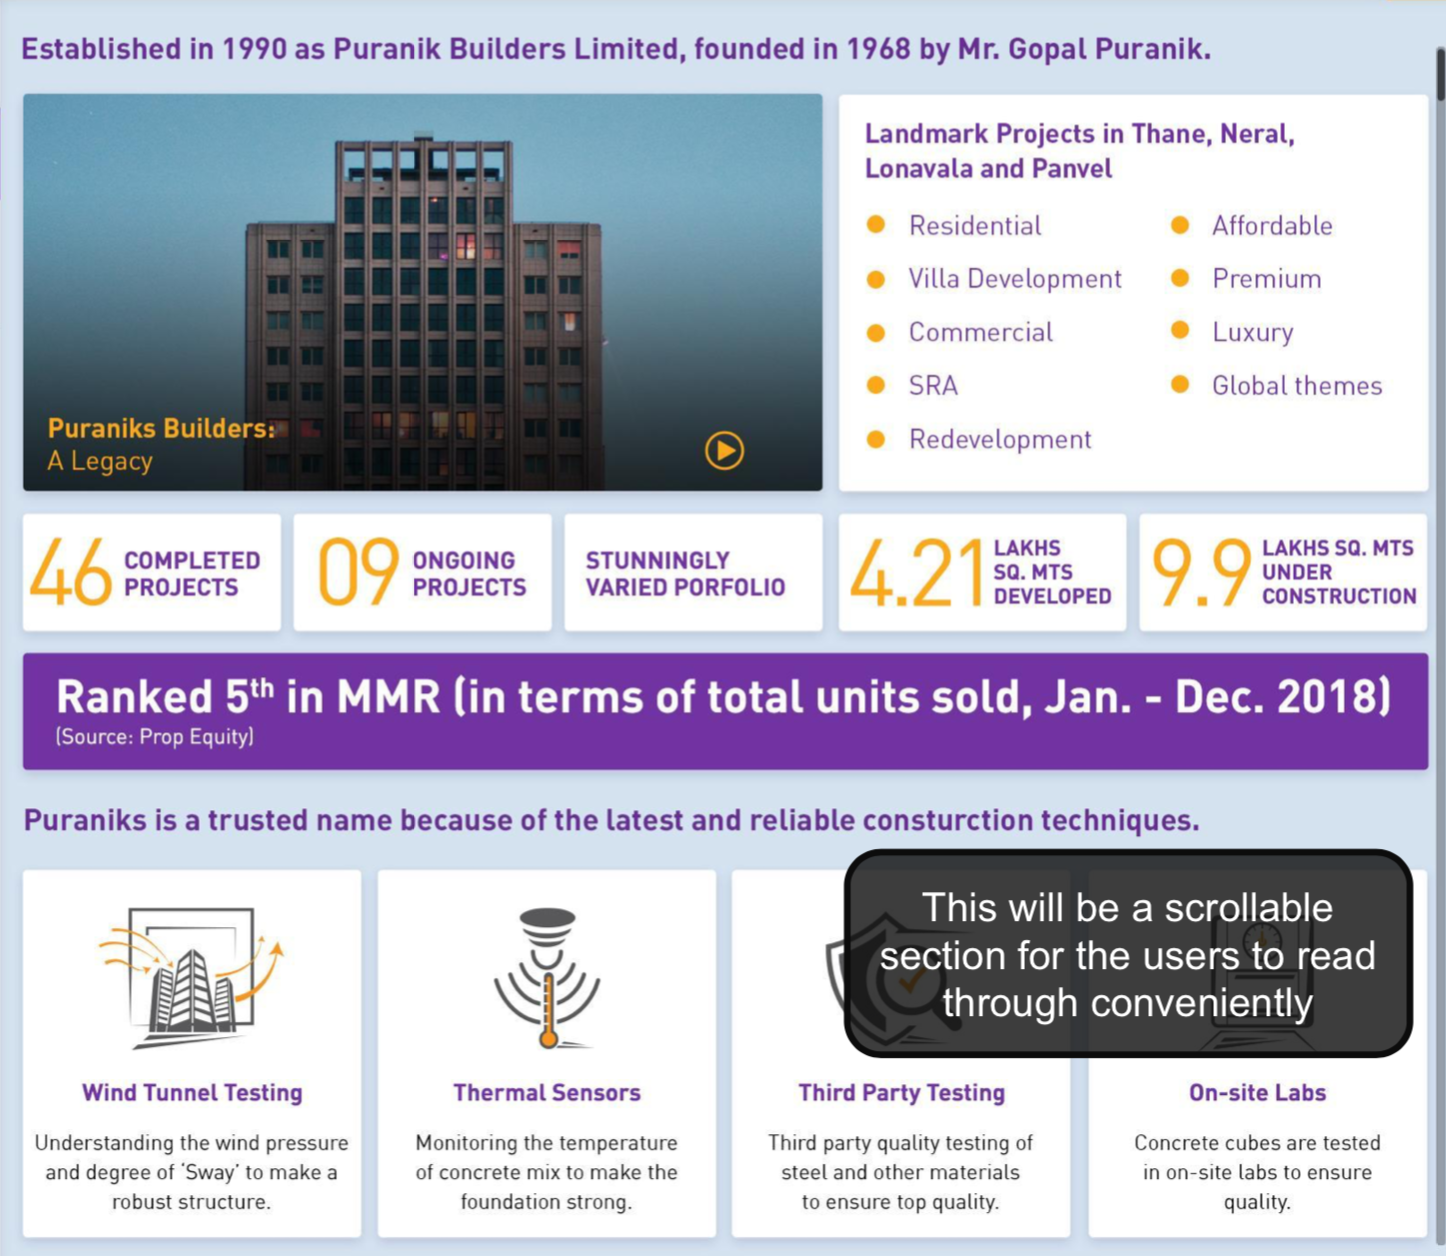 Established in 1990 as Puranik Builders Limited, founded in 1968 by Mr. Gopal Puranik.
Puraniks Builders:
A Legacy
Landmark Projects in Thane, Neral,
Lonavala and Panvel
Residential
Villa Development
Commercial
SRA
Redevelopment
Affordable
Premium
Luxury
Global themes
46 COMPLETED
PROJECTS
09 ONGOING
PROJECTS
STUNNINGLY
VARIED PORFOLIO
4.21 LAKHS
SQ. MTS
DEVELOPED
9.9 LAKHS SQ. MTS
UNDER
CONSTRUCTION
Ranked 5th in MMR (in terms of total units sold, Jan. - Dec. 2018)
(Source: Prop Equity)
Puraniks is a trusted name because of the latest and reliable consturction techniques.
This will be a scrollable
section for the users to read
through conveniently
Wind Tunnel Testing
Understanding the wind pressure
and degree of ‘Sway’ to make a
robust structure.
Thermal Sensors
Monitoring the temperature
of concrete mix to make the
foundation strong.
Third Party Testing
Third party quality testing of
steel and other materials
to ensure top quality.
On-site Labs
Concrete cubes are tested
in on-site labs to ensure
quality.